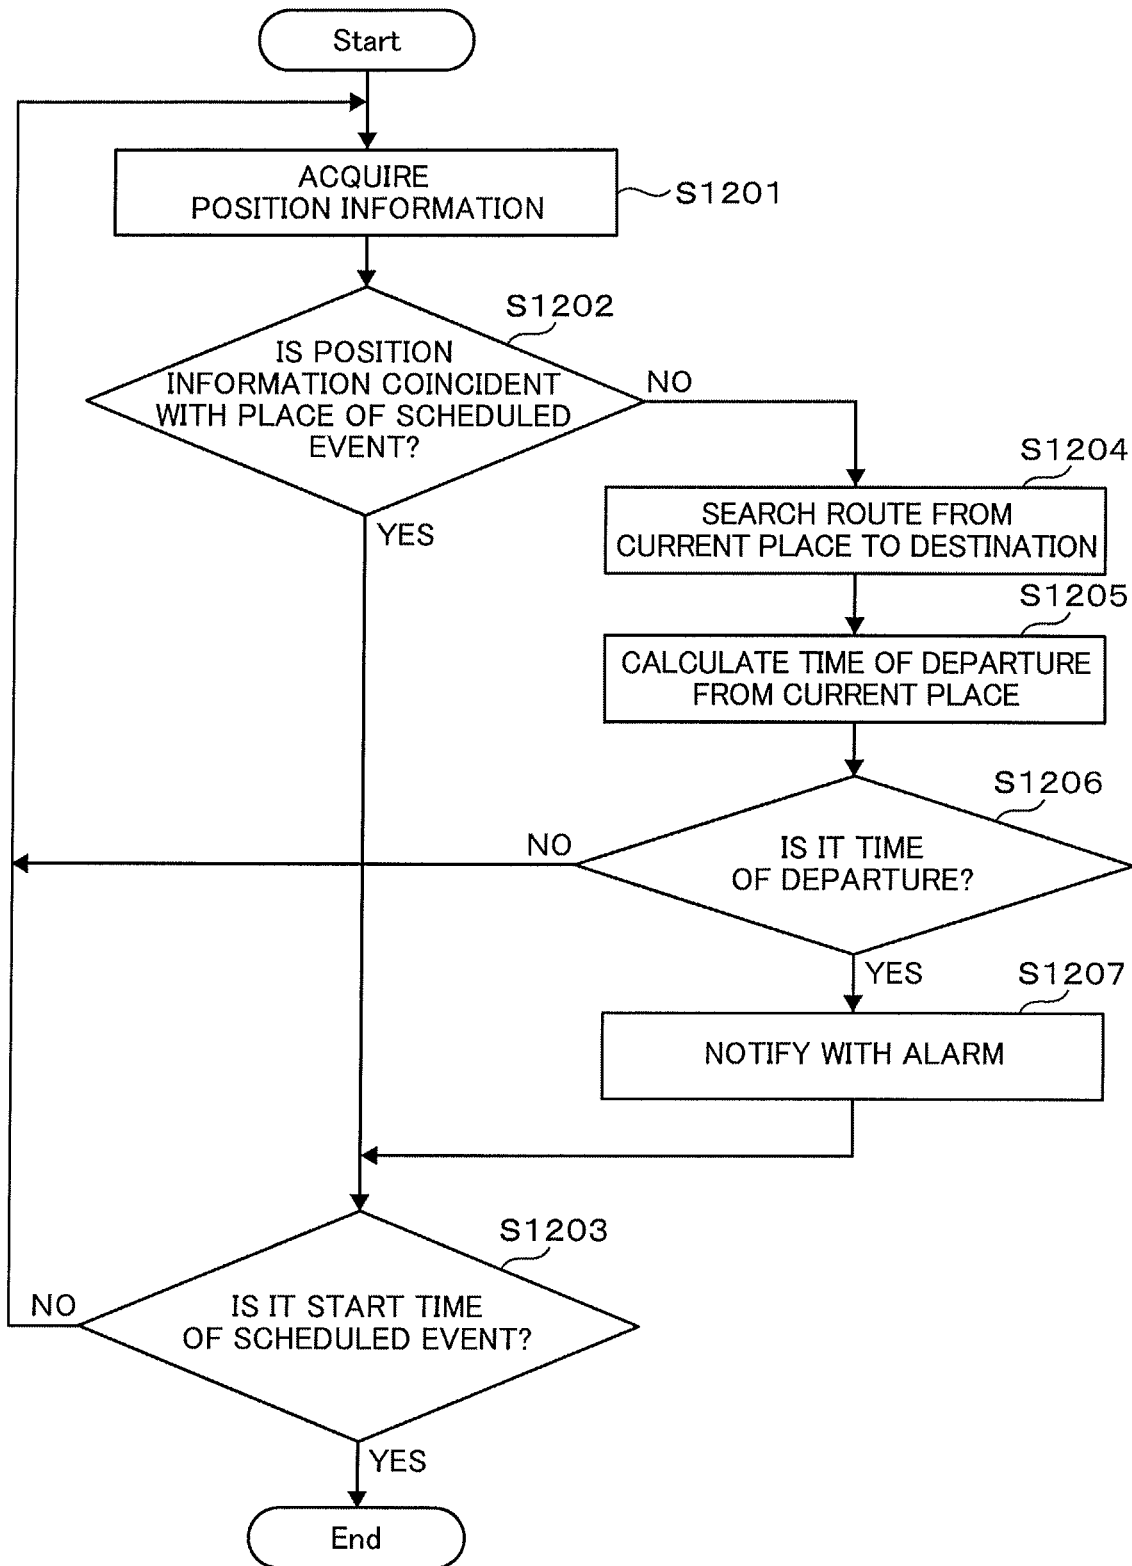 Start
ACQUIRE
POSITION INFORMATION
S1201
S1202
IS POSITION
INFORMATION COINCIDENT
WITH PLACE OF SCHEDULED
EVENT?
NO
YES
S1204
SEARCH ROUTE FROM
CURRENT PLACE TO DESTINATION
S1205
CALCULATE TIME OF DEPARTURE
FROM CURRENT PLACE
S1206
IS IT TIME
OF DEPARTURE?
NO
YES
S1207
NOTIFY WITH ALARM
S1203
IS IT START TIME
OF SCHEDULED EVENT?
NO
YES
End